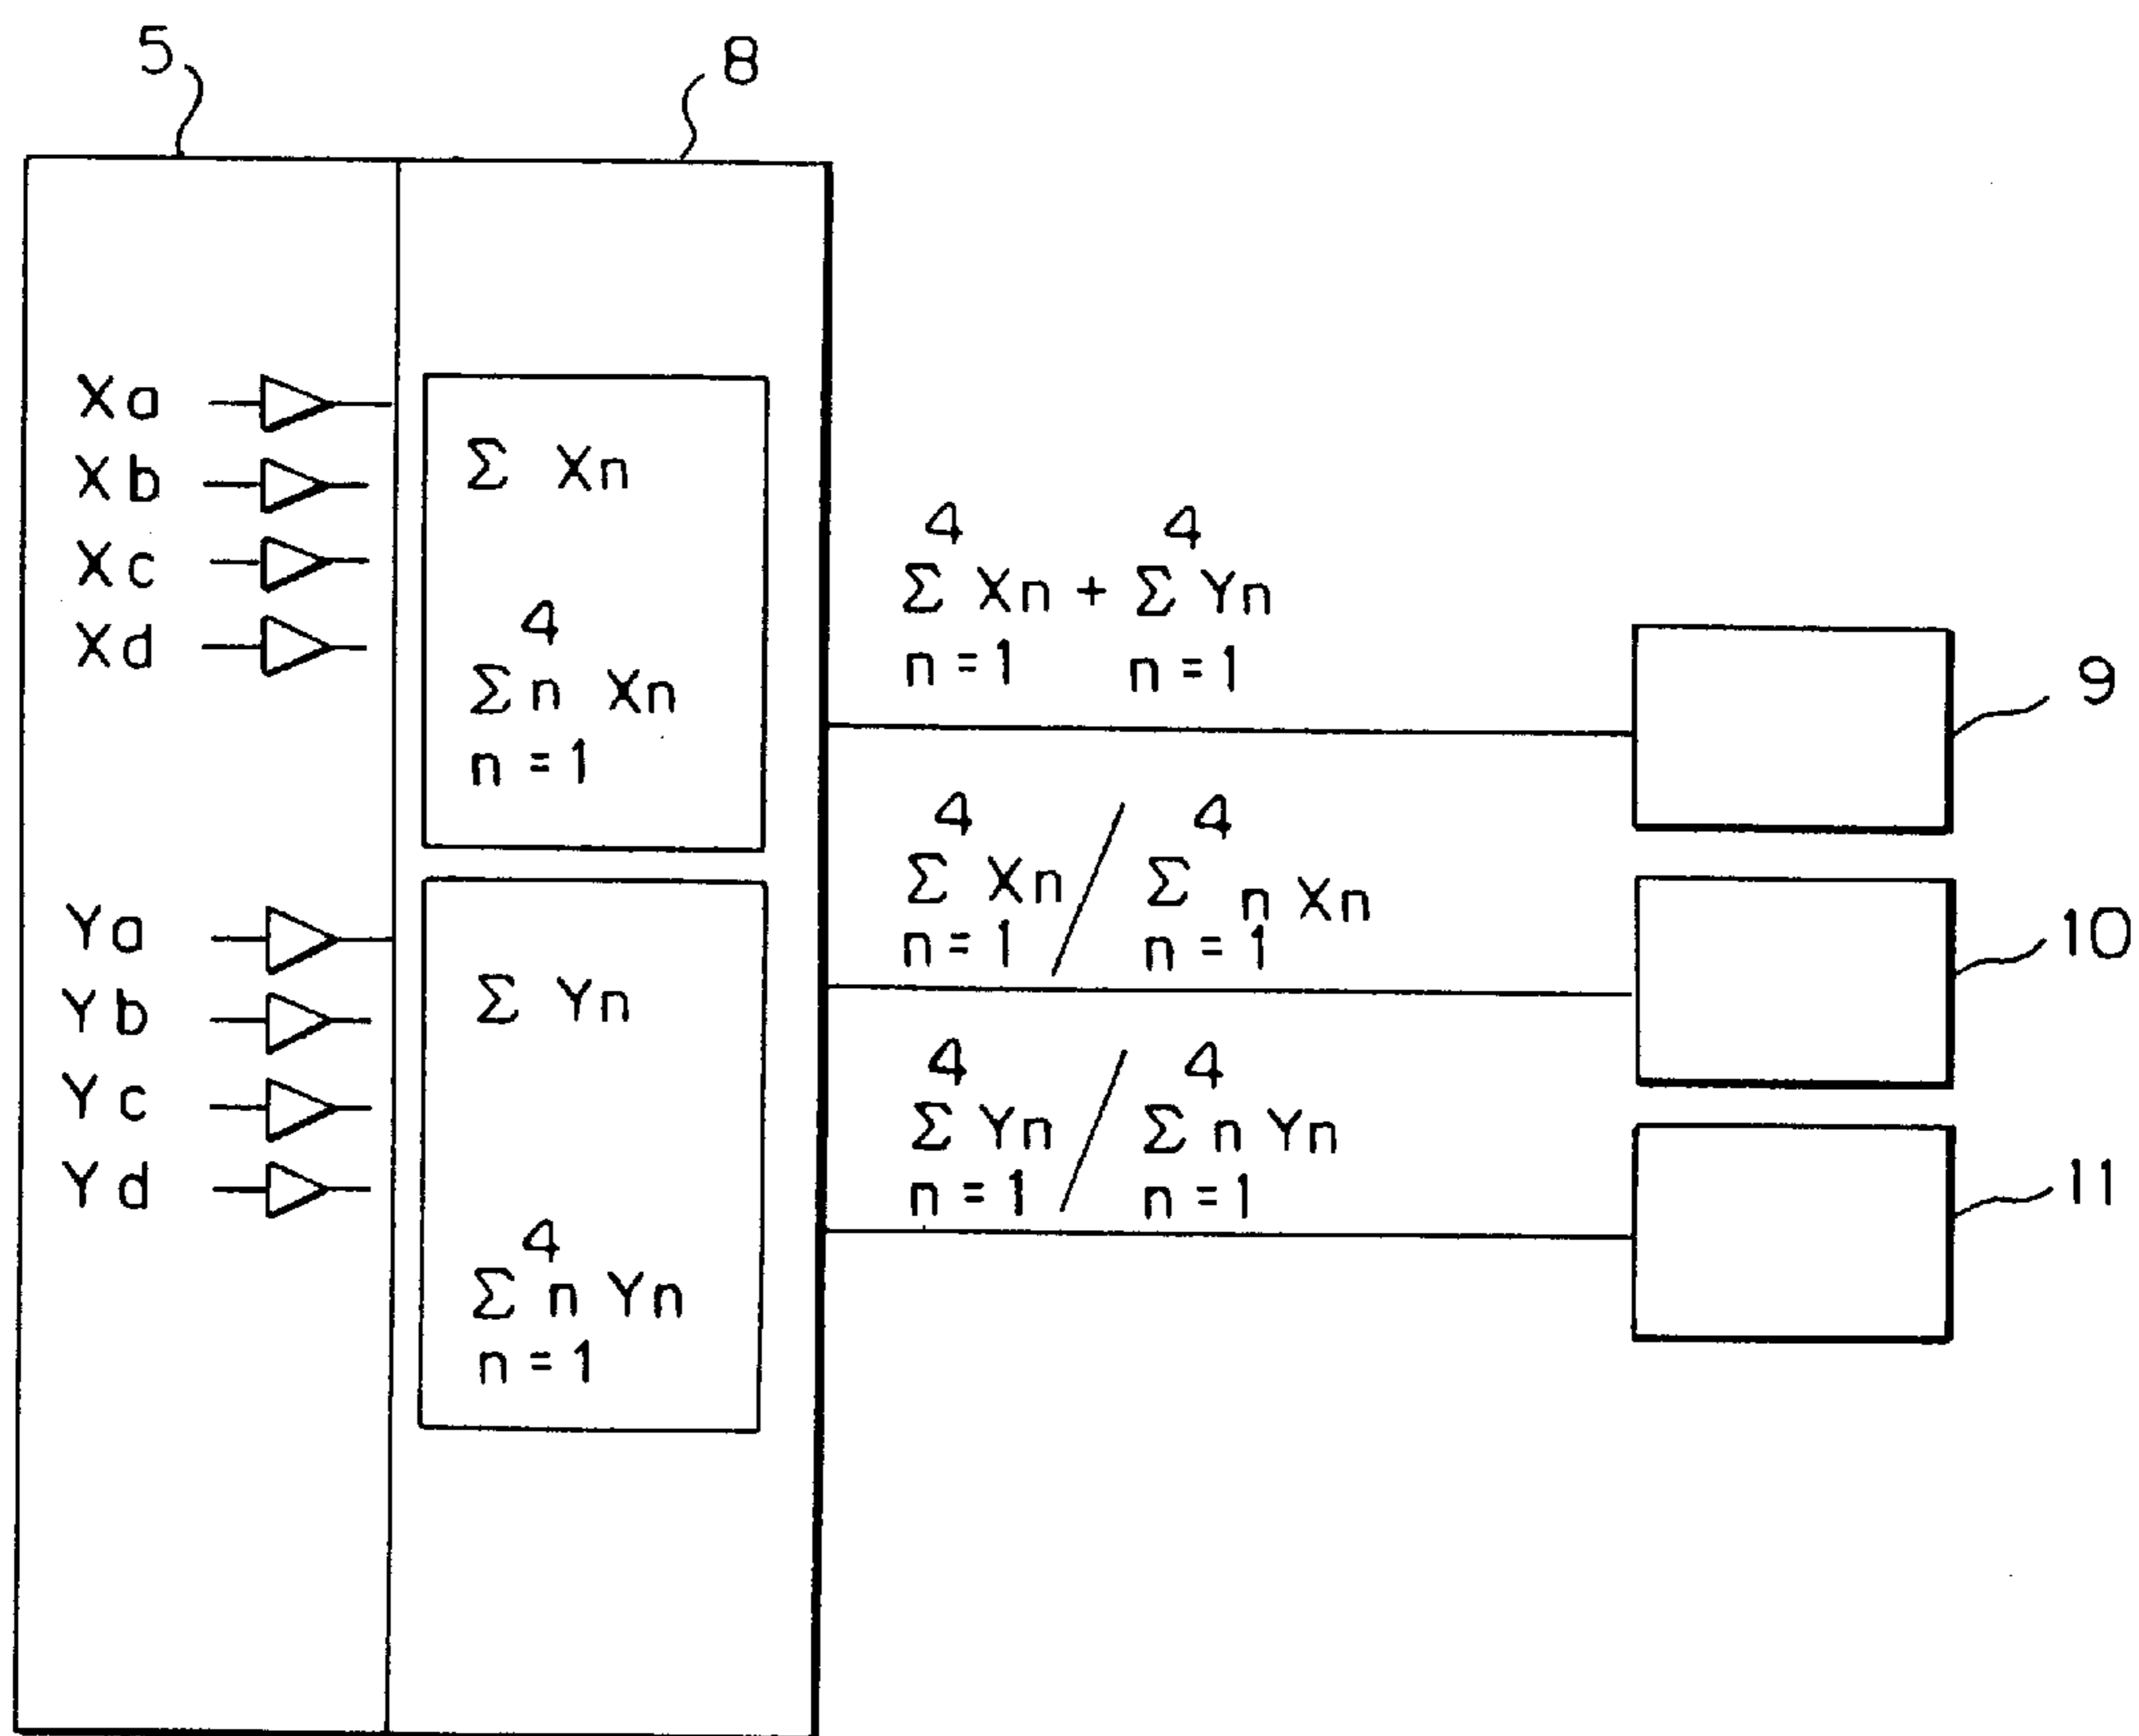 5
8
Xa
Xb
Xc
Xd
Ya
Yb
Yc
Yd
Σ Xn
4
Σ n Xn
n = 1
Σ Yn
4
Σ n Yn
n = 1
4 4
Σ Xn + Σ Yn
n = 1 n = 1
4 4
Σ Xn / Σ n Xn
n = 1 n = 1
4 4
Σ Yn / Σ n Yn
n = 1 n = 1
9
10
11